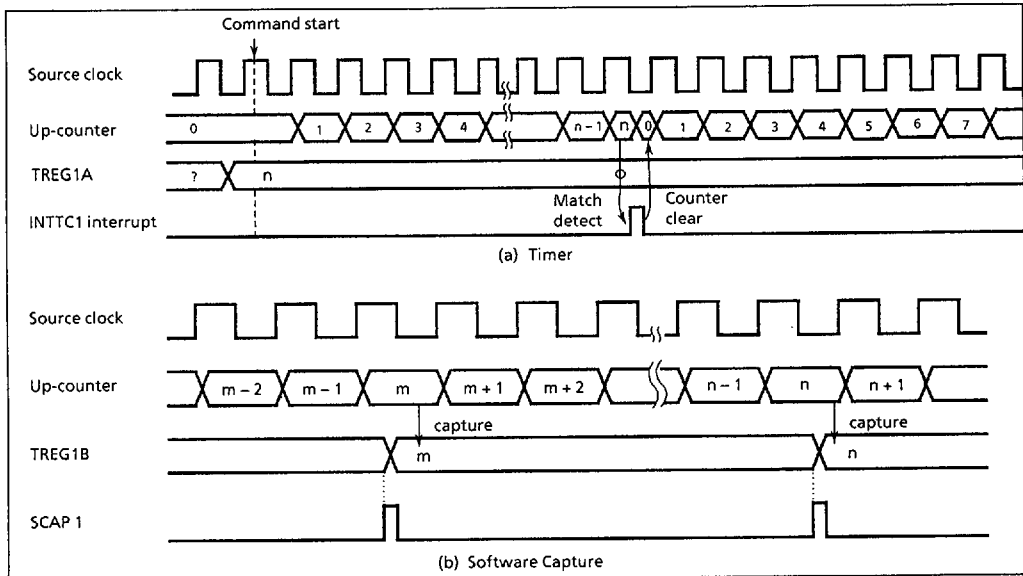 Command start
Source clock
Up-counter 0 1 2 3 4 n – 1 n 0 1 2 3 4 5 6 7
TREG1A ? n
Match detect
Counter clear
INTTC1 interrupt
(a) Timer
Source clock
Up-counter m – 2 m – 1 m m + 1 m + 2 n – 1 n n + 1
capture capture
TREG1B m n
SCAP 1
(b) Software Capture